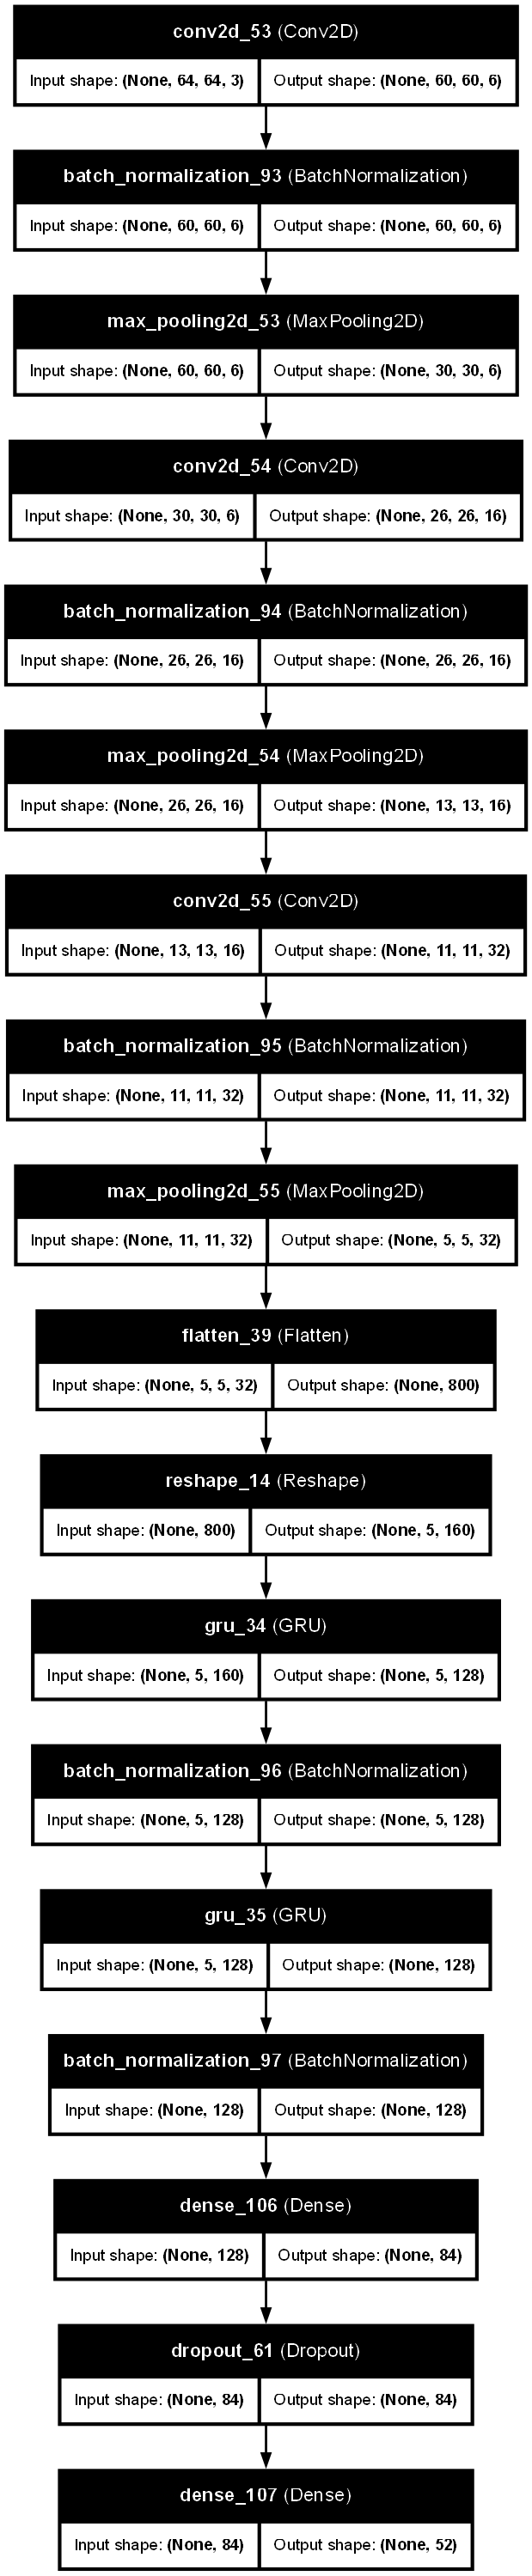 conv2d_53 (Conv2D)
Input shape: (None, 64, 64, 3) Output shape: (None, 60, 60, 6)
batch_normalization_93 (BatchNormalization)
Input shape: (None, 60, 60, 6) Output shape: (None, 60, 60, 6)
max_pooling2d_53 (MaxPooling2D)
Input shape: (None, 60, 60, 6) Output shape: (None, 30, 30, 6)
conv2d_54 (Conv2D)
Input shape: (None, 30, 30, 6) Output shape: (None, 26, 26, 16)
batch_normalization_94 (BatchNormalization)
Input shape: (None, 26, 26, 16) Output shape: (None, 26, 26, 16)
max_pooling2d_54 (MaxPooling2D)
Input shape: (None, 26, 26, 16) Output shape: (None, 13, 13, 16)
conv2d_55 (Conv2D)
Input shape: (None, 13, 13, 16) Output shape: (None, 11, 11, 32)
batch_normalization_95 (BatchNormalization)
Input shape: (None, 11, 11, 32) Output shape: (None, 11, 11, 32)
max_pooling2d_55 (MaxPooling2D)
Input shape: (None, 11, 11, 32) Output shape: (None, 5, 5, 32)
flatten_39 (Flatten)
Input shape: (None, 5, 5, 32) Output shape: (None, 800)
reshape_14 (Reshape)
Input shape: (None, 800) Output shape: (None, 5, 160)
gru_34 (GRU)
Input shape: (None, 5, 160) Output shape: (None, 5, 128)
batch_normalization_96 (BatchNormalization)
Input shape: (None, 5, 128) Output shape: (None, 5, 128)
gru_35 (GRU)
Input shape: (None, 5, 128) Output shape: (None, 128)
batch_normalization_97 (BatchNormalization)
Input shape: (None, 128) Output shape: (None, 128)
dense_106 (Dense)
Input shape: (None, 128) Output shape: (None, 84)
dropout_61 (Dropout)
Input shape: (None, 84) Output shape: (None, 84)
dense_107 (Dense)
Input shape: (None, 84) Output shape: (None, 52)